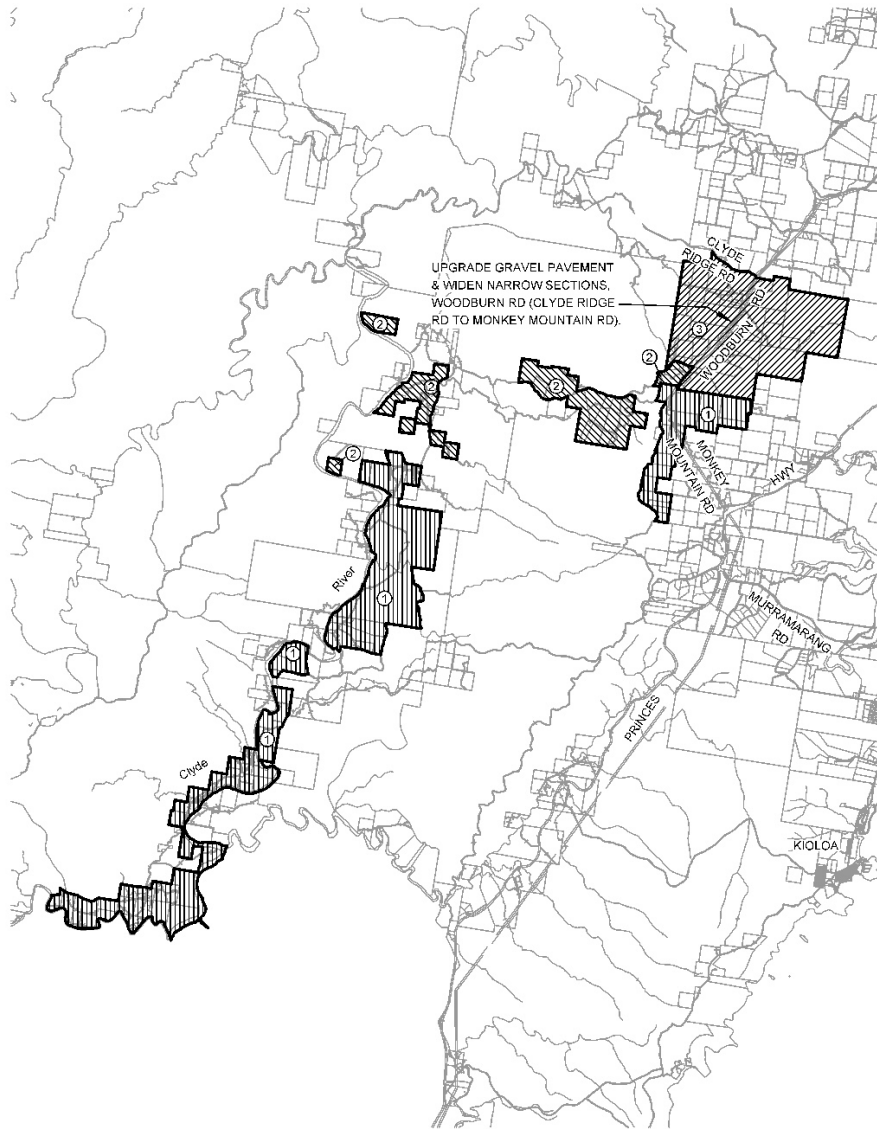 CLYDE
RIDGE RD
UPGRADE GRAVEL PAVEMENT
& WIDEN NARROW SECTIONS,
WOODBURN RD (CLYDE RIDGE
RD TO MONKEY MOUNTAIN RD).
WOODBURN RD
3
2
2
2
2
1
MONKEY
MOUNTAIN RD
HWY
2
River
1
MURRAMARANG
RD
1
PRINCES
1
Clyde
KIOLOA